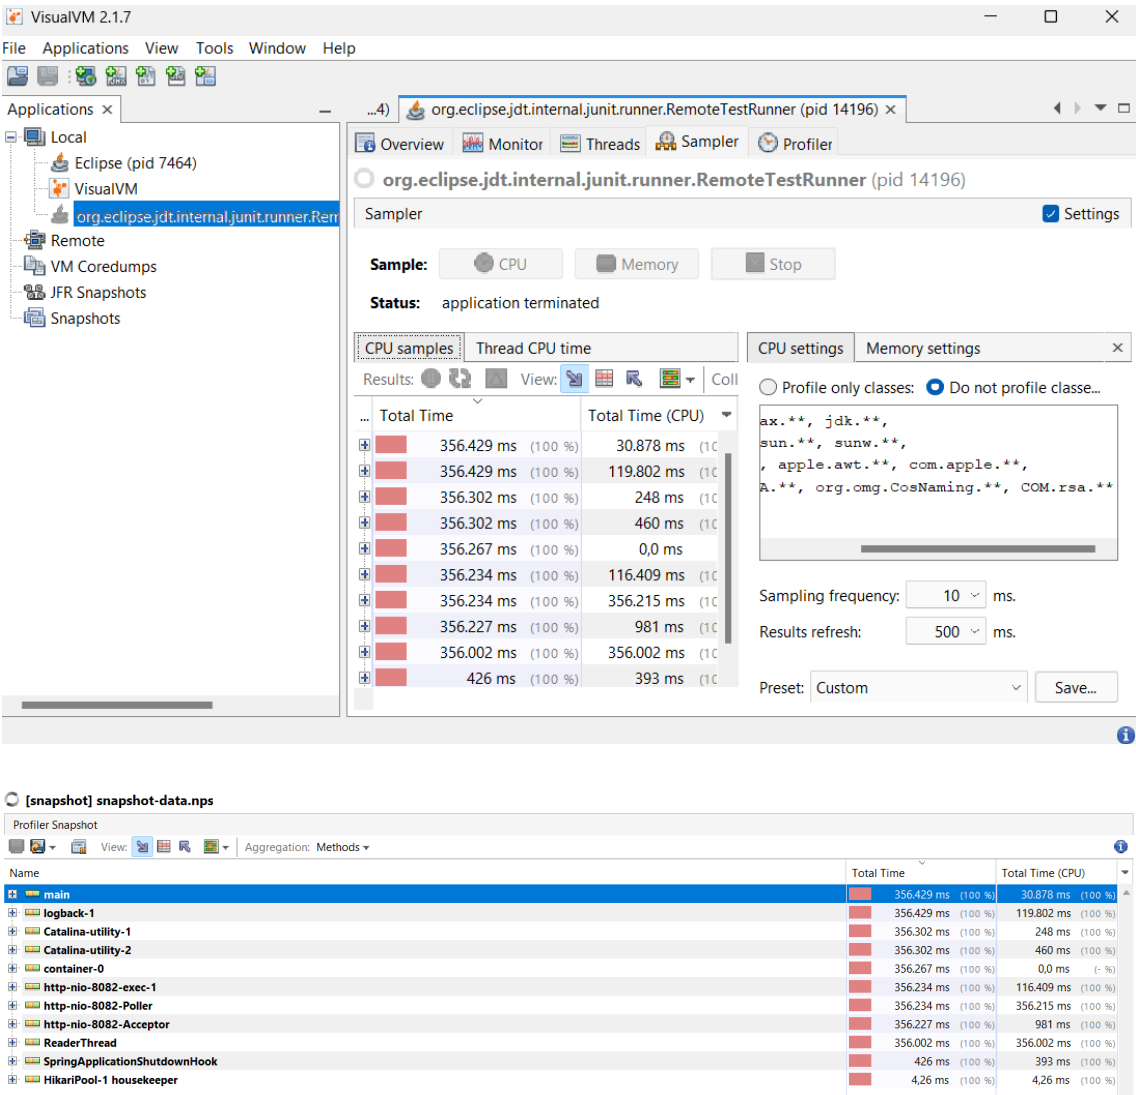 VisualVM 2.1.7
File Applications View Tools Window Help
Applications ×
Local
Eclipse (pid 7464)
VisualVM
org.eclipse.jdt.internal.junit.runner.Rem
Remote
VM Coredumps
JFR Snapshots
Snapshots
...4) org.eclipse.jdt.internal.junit.runner.RemoteTestRunner (pid 14196) ×
Overview Monitor Threads Sampler Profiler
org.eclipse.jdt.internal.junit.runner.RemoteTestRunner (pid 14196)
Sampler Settings
Sample: CPU Memory Stop
Status: application terminated
CPU samples Thread CPU time
Results: View: Coll
... Total Time Total Time (CPU)
356.429 ms (100 %) 30.878 ms (10
356.429 ms (100 %) 119.802 ms (10
356.302 ms (100 %) 248 ms (10
356.302 ms (100 %) 460 ms (10
356.267 ms (100 %) 0,0 ms
356.234 ms (100 %) 116.409 ms (10
356.234 ms (100 %) 356.215 ms (10
356.227 ms (100 %) 981 ms (10
356.002 ms (100 %) 356.002 ms (10
426 ms (100 %) 393 ms (10
CPU settings Memory settings ×
Profile only classes: Do not profile classe...
ax.**, jdk.**,
sun.**, sunw.**,
, apple.awt.**, com.apple.**,
A.**, org.omg.CosNaming.**, COM.rsa.**
Sampling frequency: 10 ms.
Results refresh: 500 ms.
Preset: Custom Save...
[snapshot] snapshot-data.nps
Profiler Snapshot
View: Aggregation: Methods
Name Total Time Total Time (CPU)
main 356.429 ms (100 %) 30.878 ms (100 %)
logback-1 356.429 ms (100 %) 119.802 ms (100 %)
Catalina-utility-1 356.302 ms (100 %) 248 ms (100 %)
Catalina-utility-2 356.302 ms (100 %) 460 ms (100 %)
container-0 356.267 ms (100 %) 0,0 ms (- %)
http-nio-8082-exec-1 356.234 ms (100 %) 116.409 ms (100 %)
http-nio-8082-Poller 356.234 ms (100 %) 356.215 ms (100 %)
http-nio-8082-Acceptor 356.227 ms (100 %) 981 ms (100 %)
ReaderThread 356.002 ms (100 %) 356.002 ms (100 %)
SpringApplicationShutdownHook 426 ms (100 %) 393 ms (100 %)
HikariPool-1 housekeeper 4,26 ms (100 %) 4,26 ms (100 %)